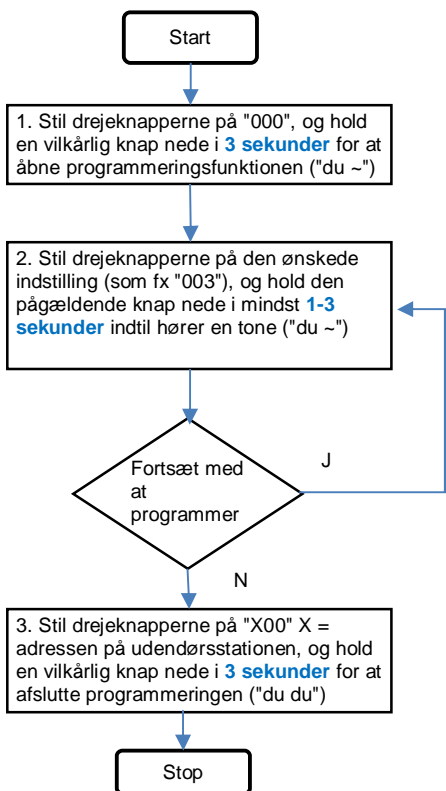 Start
1. Stil drejeknapperne på "000", og hold
en vilkårlig knap nede i 3 sekunder for at
åbne programmeringsfunktionen ("du ~")
2. Stil drejeknapperne på den ønskede
indstilling (som fx "003"), og hold den
pågældende knap nede i mindst 1-3
sekunder indtil hører en tone ("du ~")
Fortsæt med
at
programmer
J
N
3. Stil drejeknapperne på "X00" X =
adressen på udendørsstationen, og hold
en vilkårlig knap nede i 3 sekunder for at
afslutte programmeringen ("du du")
Stop